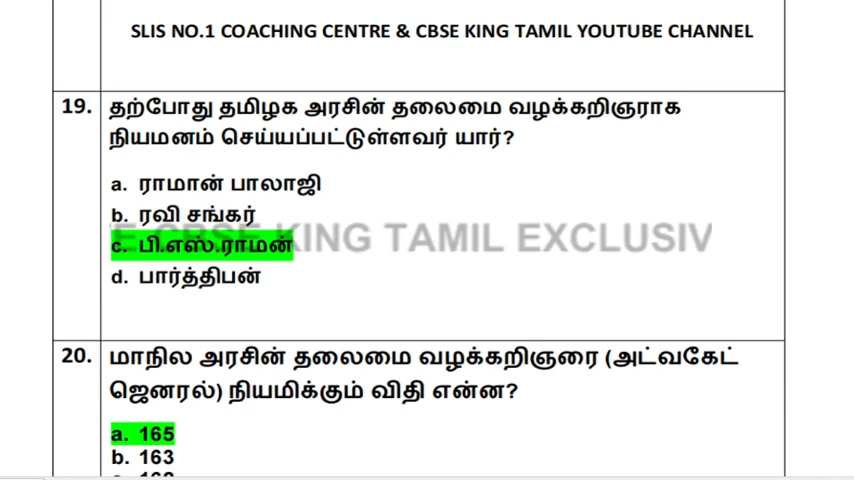 SLIS NO.1 COACHING CENTRE & CBSE KING TAMIL YOUTUBE CHANNEL
19. தற்போது தமிழக அரசின் தலைமை வழக்கறிஞராக
நியமனம் செய்யப்பட்டுள்ளவர் யார்?
a. ராமான் பாலாஜி
b. ரவி சங்கர்
E CBSE KING TAMIL EXCLUSIV
c. பி.எஸ்.ராமன்
d. பார்த்திபன்
20. மாநில அரசின் தலைமை வழக்கறிஞரை (அட்வகேட்
ஜெனரல்) நியமிக்கும் விதி என்ன?
a. 165
b. 163